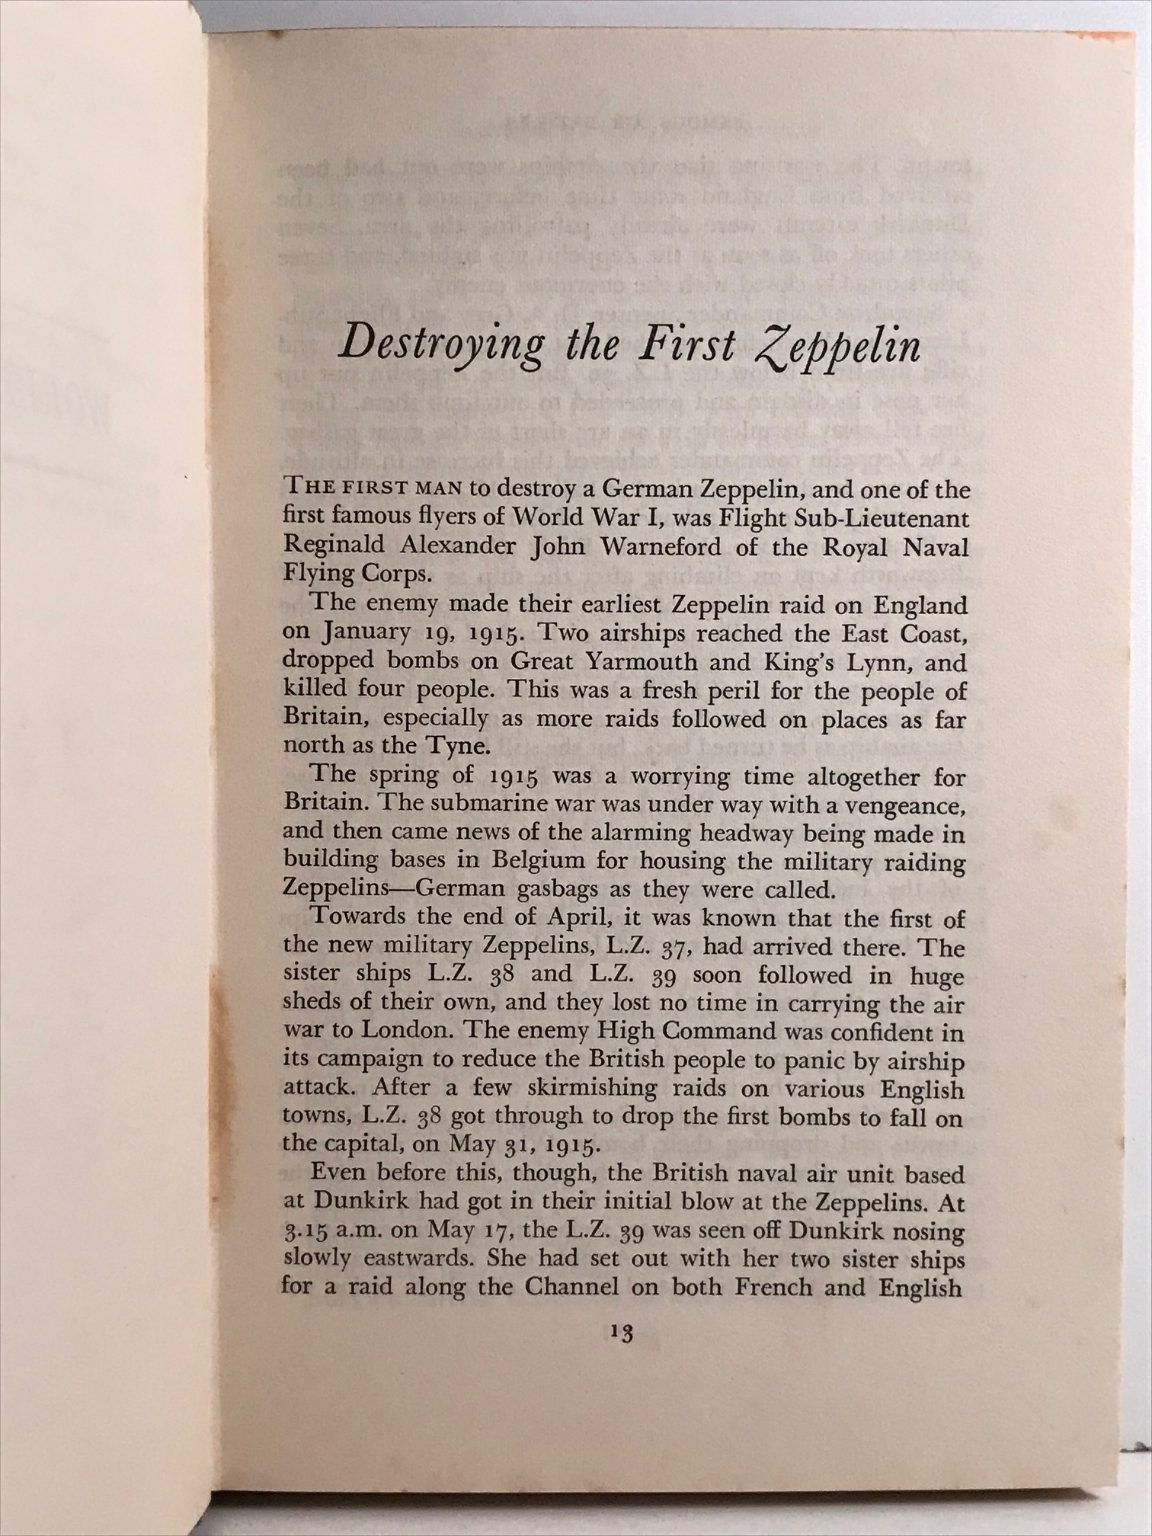 Destroying the First Zeppelin
THE FIRST MAN to destroy a German Zeppelin, and one of the
first famous flyers of World War I, was Flight Sub-Lieutenant
Reginald Alexander John Warneford of the Royal Naval
Flying Corps.
The enemy made their earliest Zeppelin raid on England
on January 19, 1915. Two airships reached the East Coast,
dropped bombs on Great Yarmouth and King's Lynn, and
killed four people. This was a fresh peril for the people of
Britain, especially as more raids followed on places as far
north as the Tyne.
The spring of 1915 was a worrying time altogether for
Britain. The submarine war was under way with a vengeance,
and then came news of the alarming headway being made in
building bases in Belgium for housing the military raiding
Zeppelins—German gasbags as they were called.
Towards the end of April, it was known that the first of
the new military Zeppelins, L.Z. 37, had arrived there. The
sister ships L.Z. 38 and L.Z. 39 soon followed in huge
sheds of their own, and they lost no time in carrying the air
war to London. The enemy High Command was confident in
its campaign to reduce the British people to panic by airship
attack. After a few skirmishing raids on various English
towns, L.Z. 38 got through to drop the first bombs to fall on
the capital, on May 31, 1915.
Even before this, though, the British naval air unit based
at Dunkirk had got in their initial blow at the Zeppelins. At
3.15 a.m. on May 17, the L.Z. 39 was seen off Dunkirk nosing
slowly eastwards. She had set out with her two sister ships
for a raid along the Channel on both French and English
13